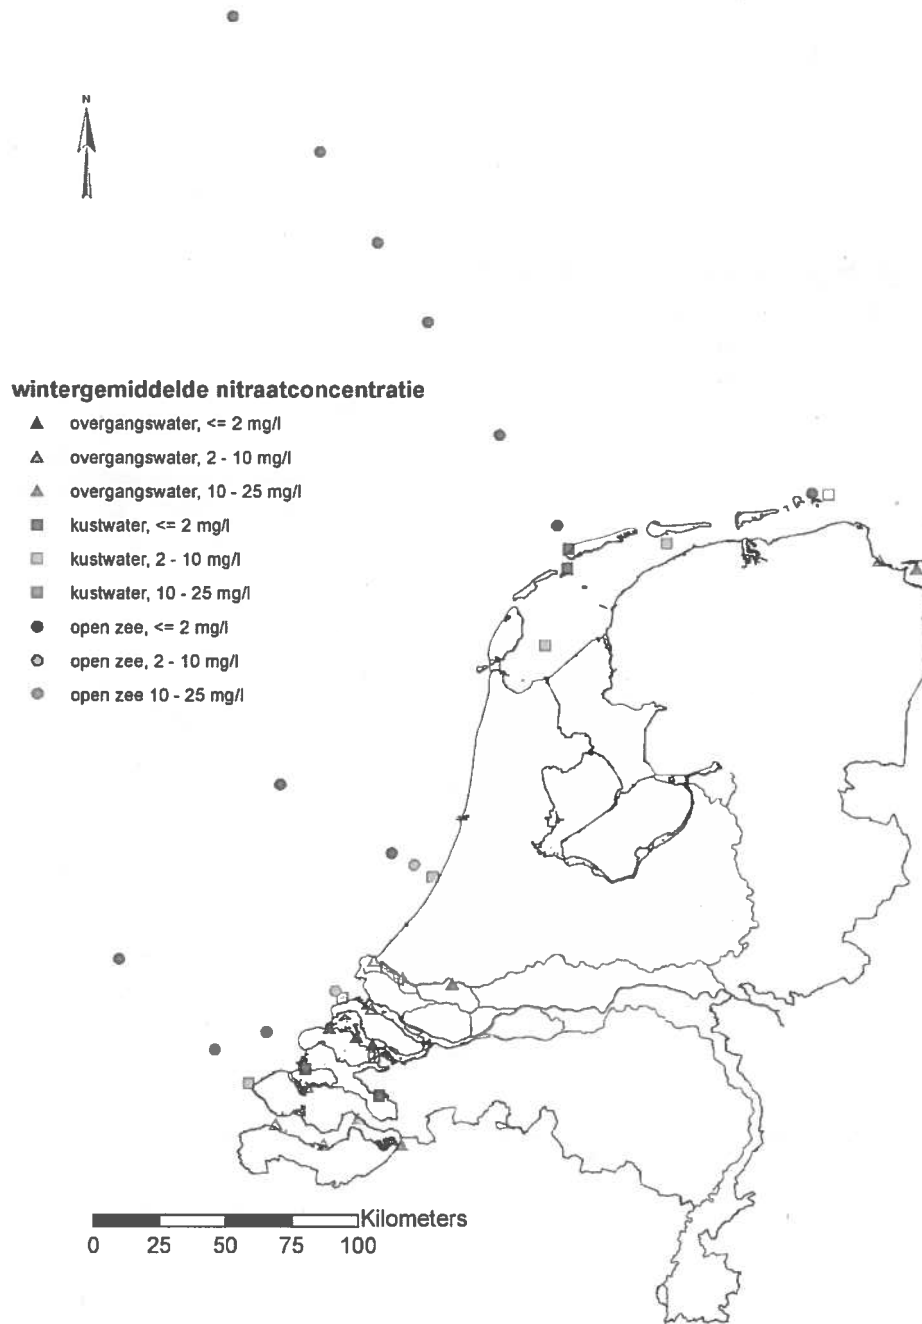 N
wintergemiddelde nitraatconcentratie
overgangswater, <= 2 mg/l
overgangswater, 2 - 10 mg/l
overgangswater, 10 - 25 mg/l
kustwater, <= 2 mg/l
kustwater, 2 - 10 mg/l
kustwater, 10 - 25 mg/l
open zee, <= 2 mg/l
open zee, 2 - 10 mg/l
open zee 10 - 25 mg/l
Kilometers
0 25 50 75 100